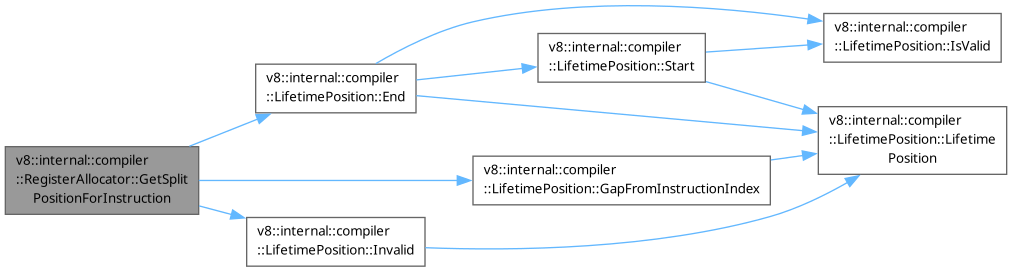 v8::internal::compiler
::RegisterAllocator::GetSplit
PositionForInstruction
v8::internal::compiler
::LifetimePosition::End
v8::internal::compiler
::LifetimePosition::Start
v8::internal::compiler
::LifetimePosition::IsValid
v8::internal::compiler
::LifetimePosition::Lifetime
Position
v8::internal::compiler
::LifetimePosition::GapFromInstructionIndex
v8::internal::compiler
::LifetimePosition::Invalid